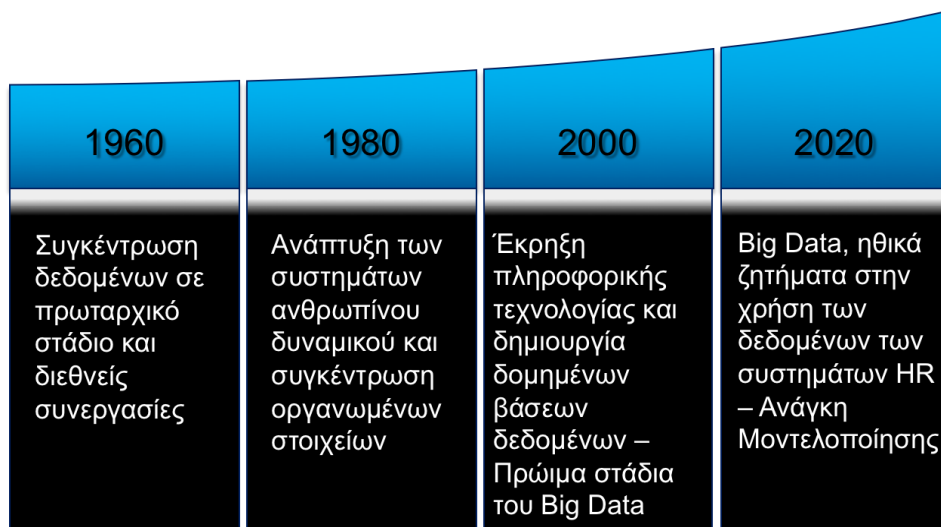 1960
Συγκέντρωση
δεδομένων σε
πρωταρχικό
στάδιο και
διεθνείς
συνεργασίες
1980
Ανάπτυξη των
συστημάτων
ανθρωπίνου
δυναμικού και
συγκέντρωση
οργανωμένων
στοιχείων
2000
Έκρηξη
πληροφορικής
τεχνολογίας και
δημιουργία
δομημένων
βάσεων
δεδομένων –
Πρώιμα στάδια
του Big Data
2020
Big Data, ηθικά
ζητήματα στην
χρήση των
δεδομένων των
συστημάτων HR
– Ανάγκη
Μοντελοποίησης